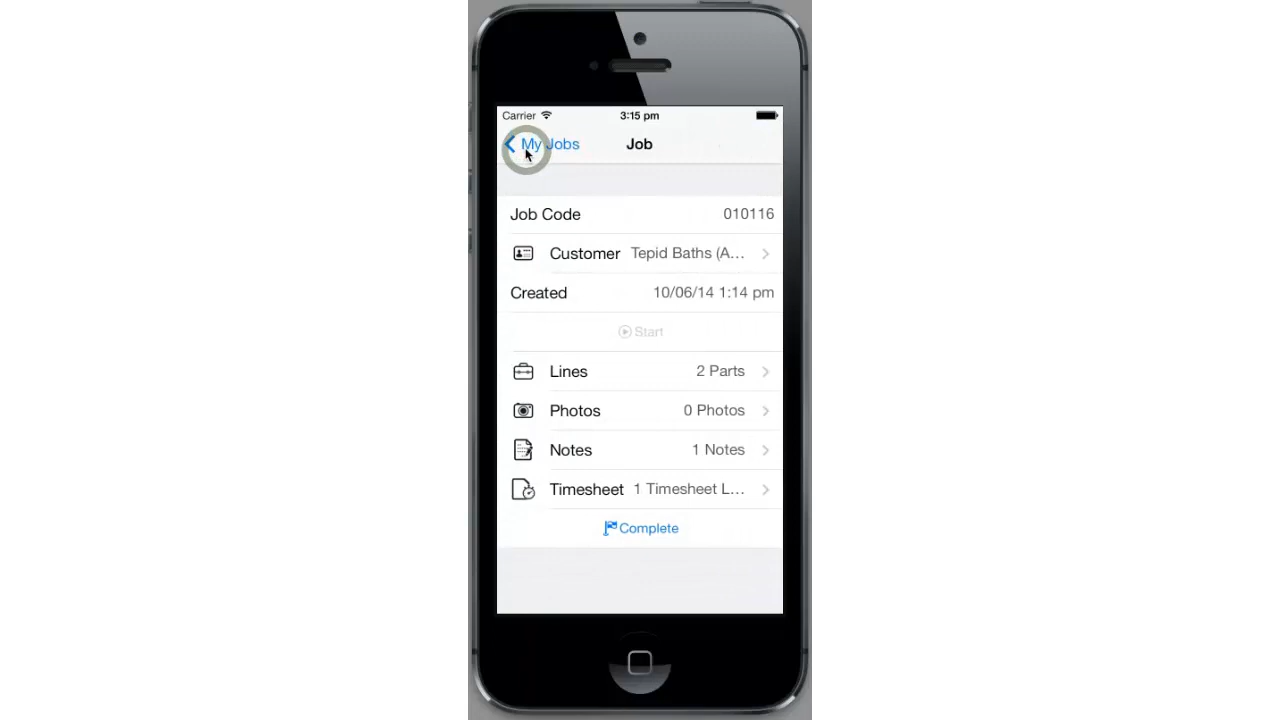 Carrier 3:15 pm
My Jobs Job
Job Code 010116
Customer Tepid Baths (A...
Created 10/06/14 1:14 pm
Start
Lines 2 Parts
Photos 0 Photos
Notes 1 Notes
Timesheet 1 Timesheet L...
Complete